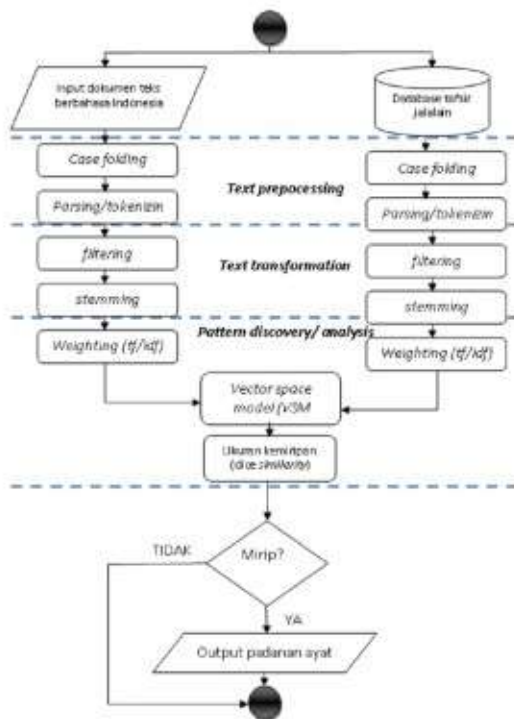 Input dokumen teks
berbahasa Indonesia
Database tafsir
jalalain
Case folding
Parsing/tokenizin
Case folding
Parsing/tokenizin
Text prepocessing
filtering
stemming
filtering
stemming
Text transformation
Pattern discovery/ analysis
Weighting (tf/idf)
Weighting (tf/idf)
Vector space
model (vSM
Ukuran kemiripan
(dice similarity)
Mirip?
TIDAK
YA
Output padanan ayat